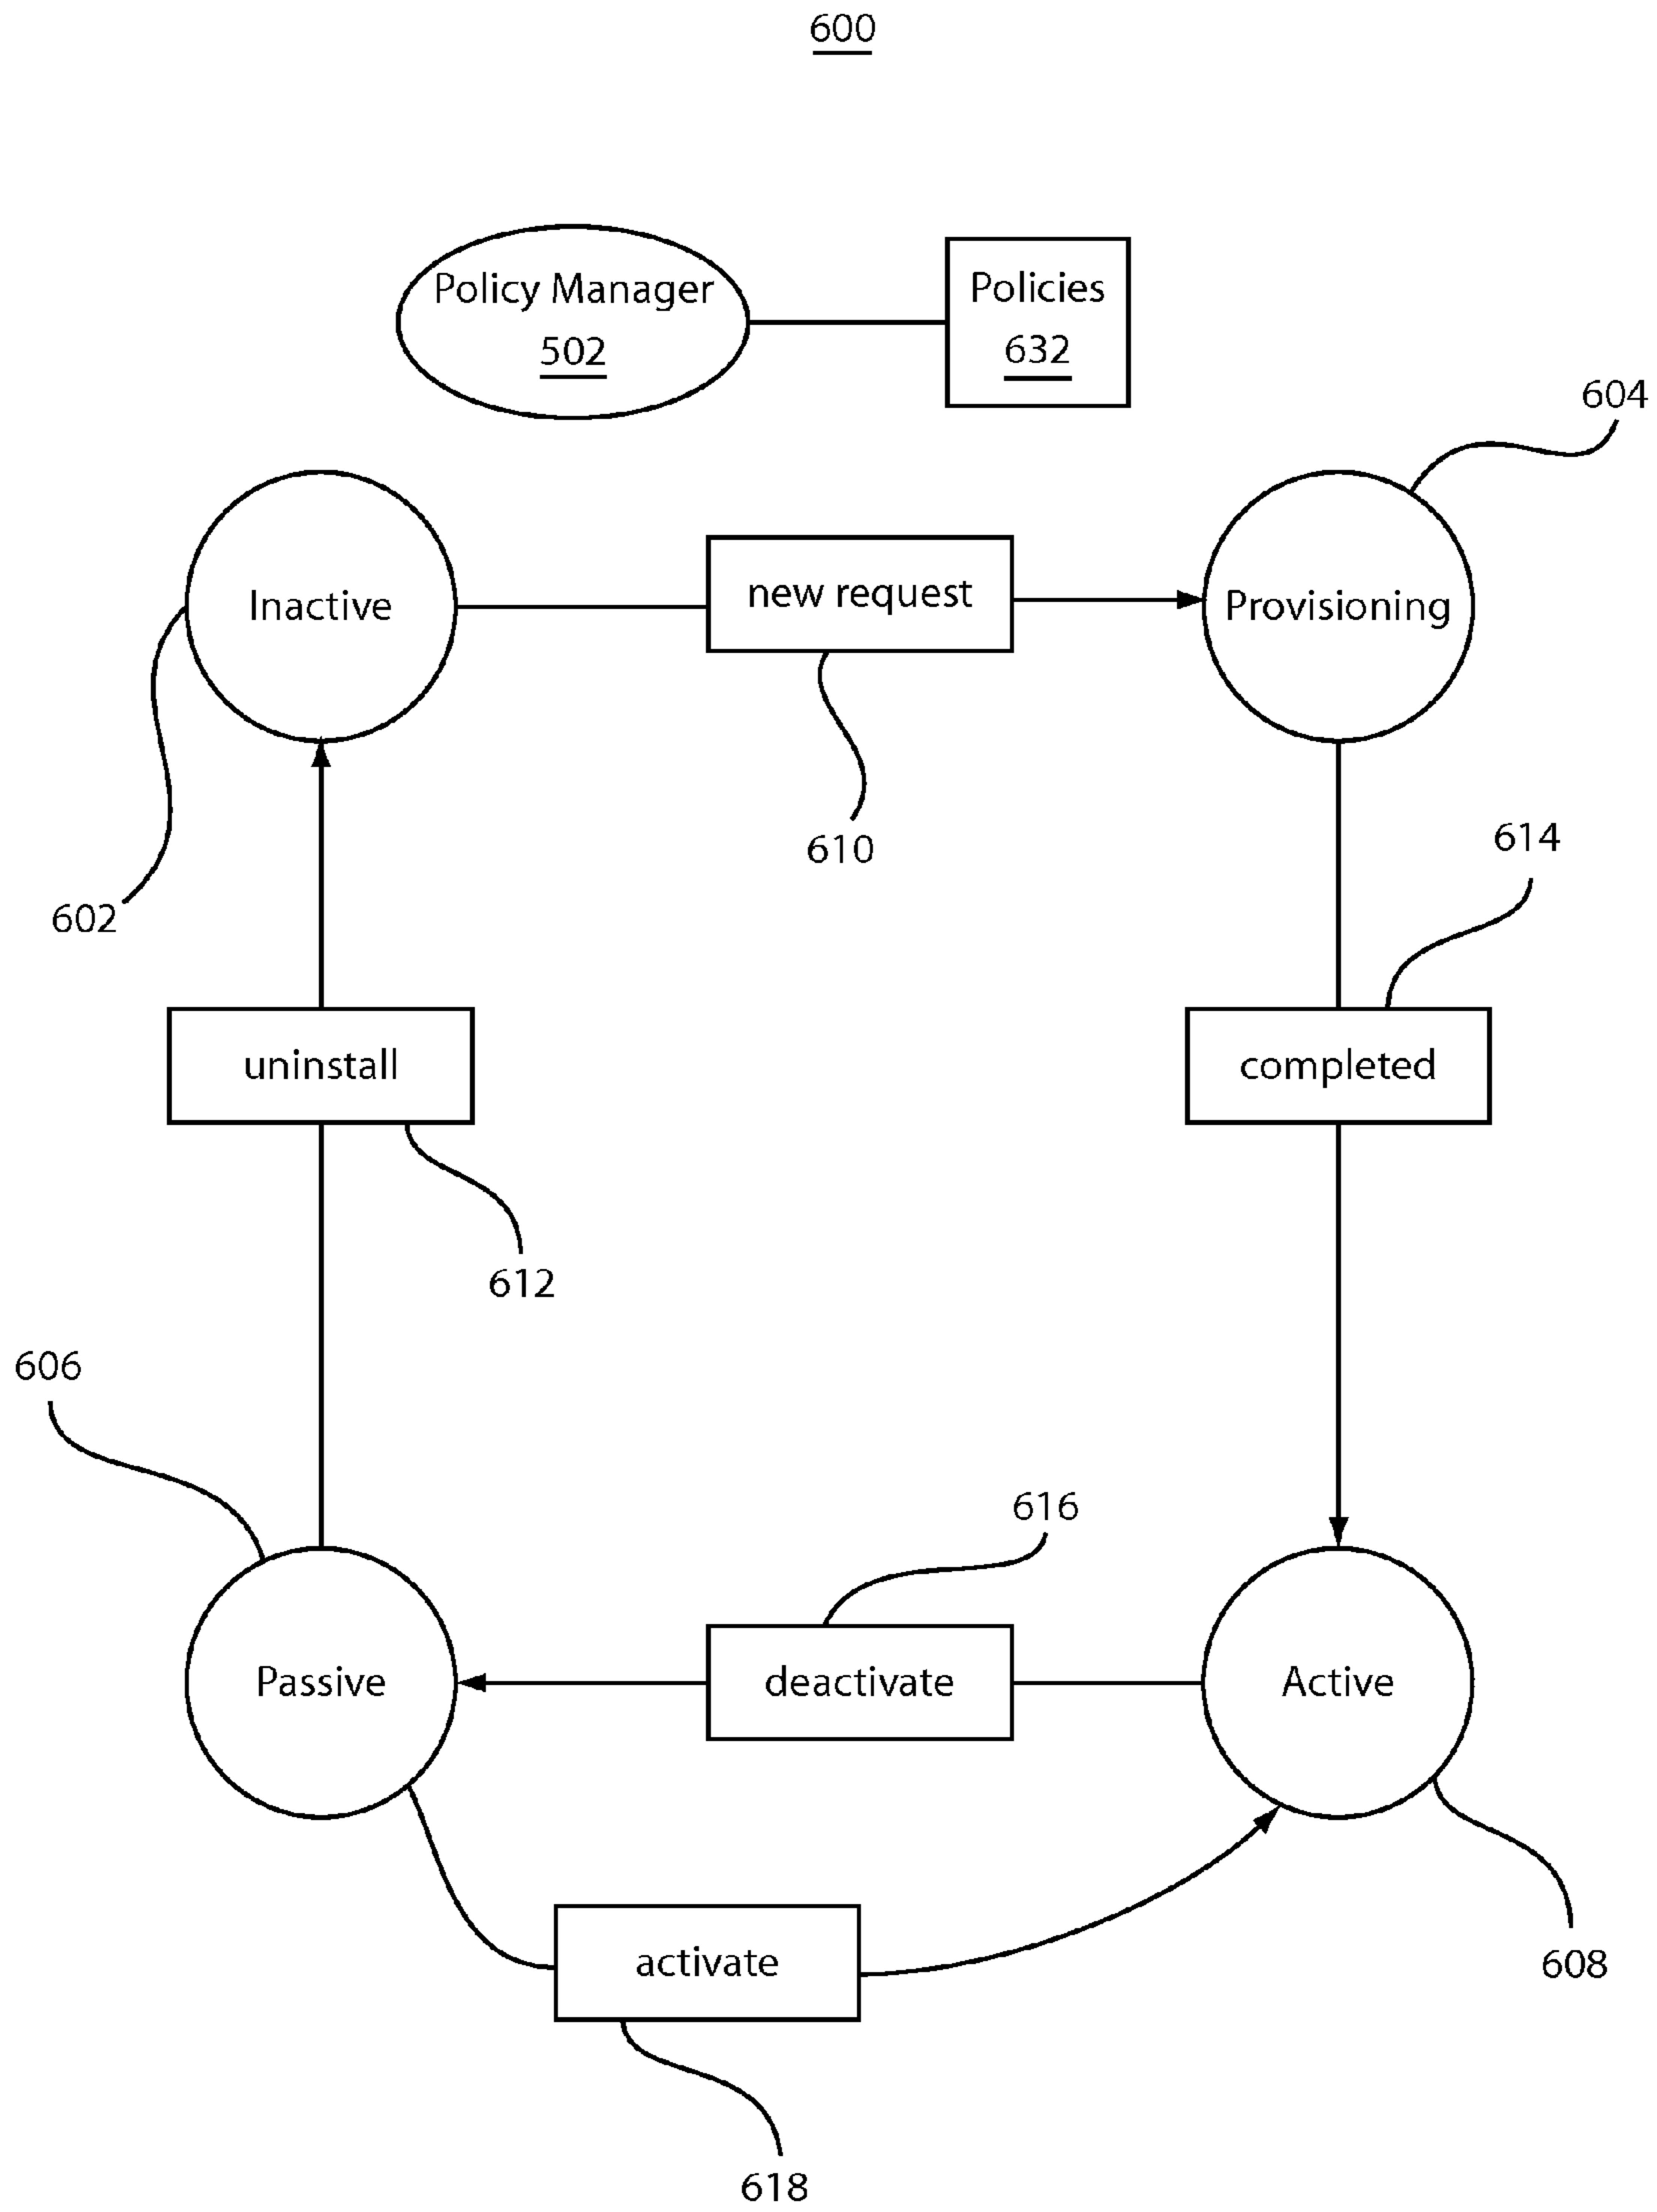 600
Policy Manager
502
Policies
632
604
Inactive
new request
Provisioning
610
614
602
uninstall
completed
612
606
616
Passive
deactivate
Active
activate
608
618